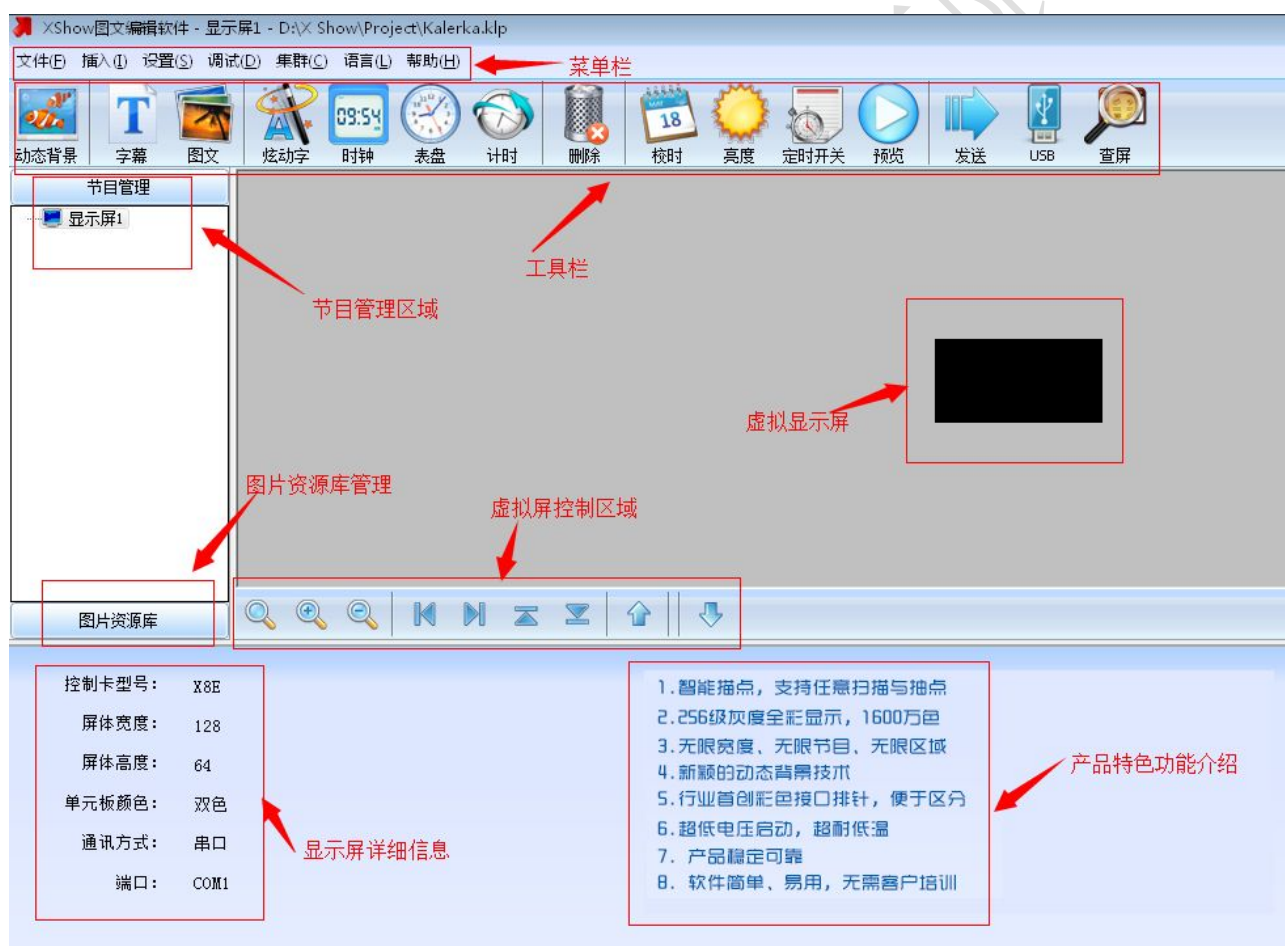 XShow图文编辑软件 - 显示屏1 - D:\X Show\Project\Kalerka.klp
文件(F) 插入(I) 设置(S) 调试(D) 集群(C) 语言(L) 帮助(H)
菜单栏
动态背景 字幕 图文 炫动字 09:54 时钟 表盘 计时 删除 18 校时 亮度 定时开关 预览 发送 USB 查屏
节目管理
显示屏1
工具栏
节目管理区域
虚拟显示屏
图片资源库管理
虚拟屏控制区域
图片资源库
控制卡型号: X8E
屏体宽度: 128
屏体高度: 64
单元板颜色: 双色
通讯方式: 串口
端口: COM1
显示屏详细信息
1.智能描点，支持任意扫描与抽点
2.256级灰度全彩显示，1600万色
3.无限宽度、无限节目、无限区域
4.新颖的动态背景技术
5.行业首创彩色接口排针，便于区分
6.超低电压启动，超耐低温
7. 产品稳定可靠
8. 软件简单、易用，无需客户培训
产品特色功能介绍